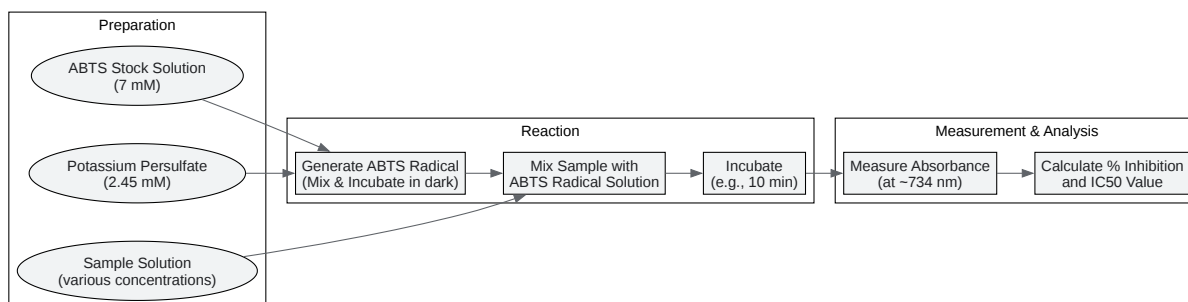 Preparation
ABTS Stock Solution
(7 mM)
Potassium Persulfate
(2.45 mM)
Sample Solution
(various concentrations)
Reaction
Generate ABTS Radical
(Mix & Incubate in dark)
Mix Sample with
ABTS Radical Solution
Incubate
(e.g., 10 min)
Measurement & Analysis
Measure Absorbance
(at ~734 nm)
Calculate % Inhibition
and IC50 Value